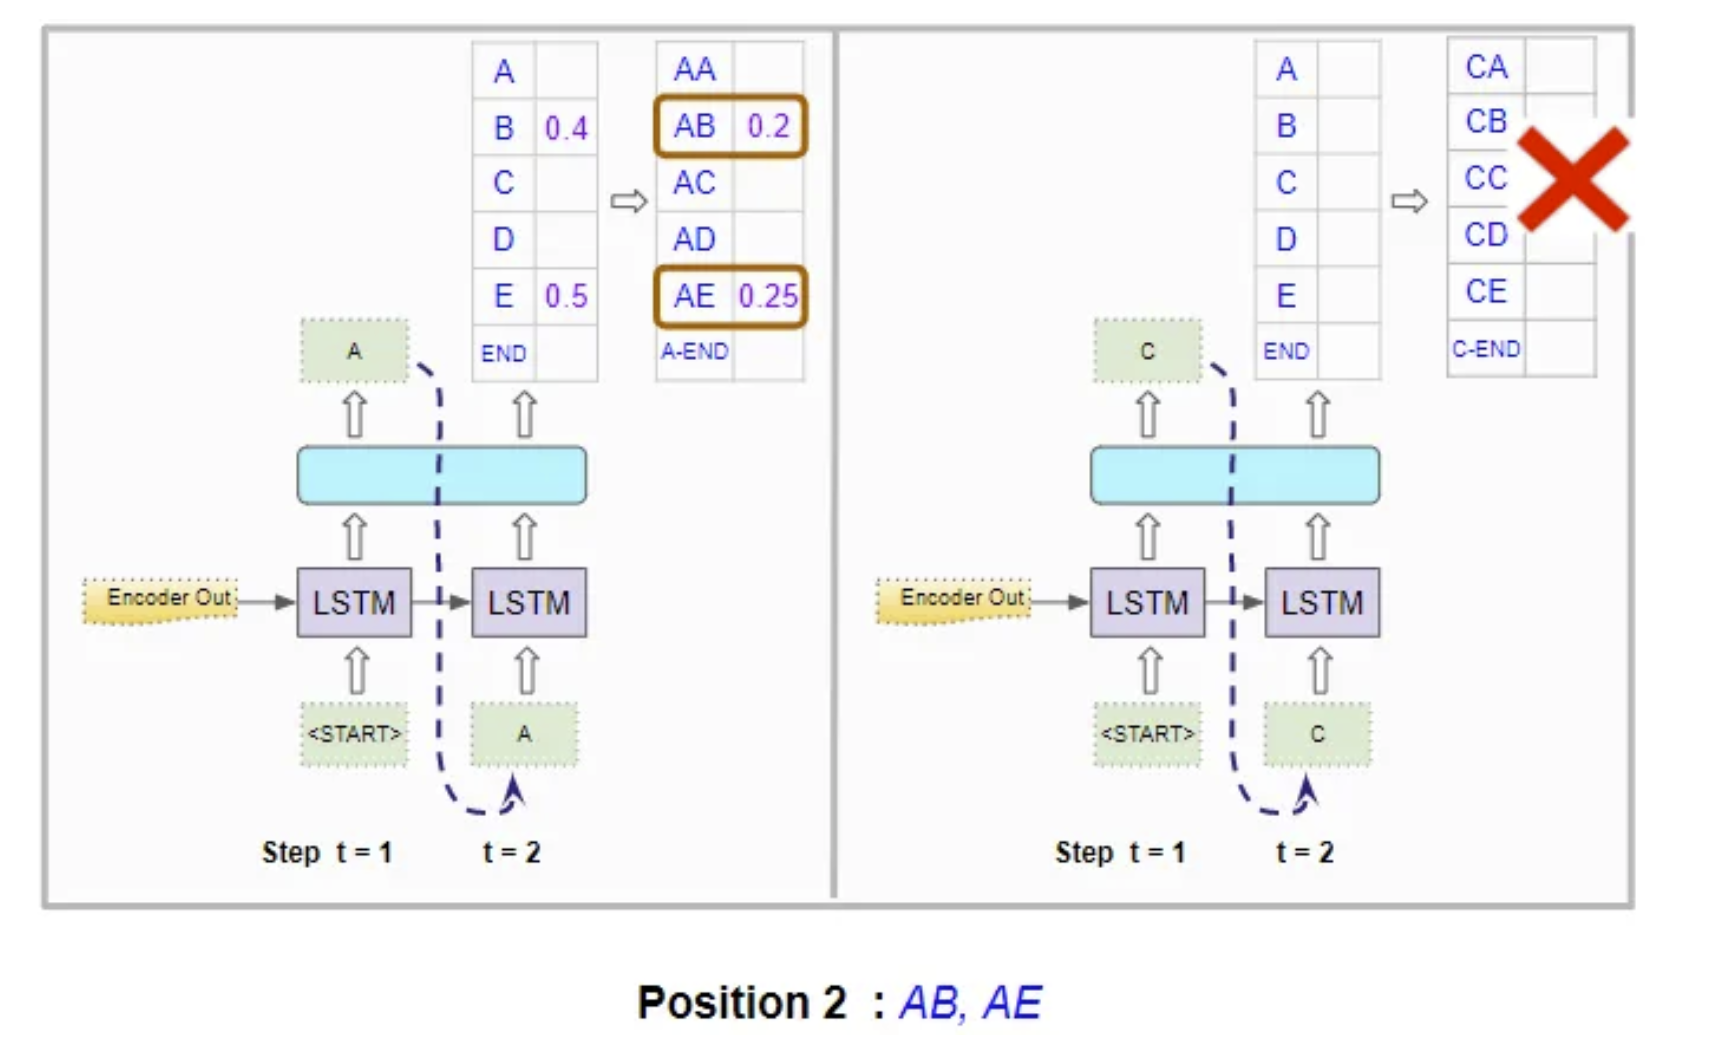 A
B 0.4
C
D
E 0.5
END
AA
AB 0.2
AC
AD
AE 0.25
A-END
A
Encoder Out
LSTM
LSTM
<START>
A
Step t = 1
t = 2
A
B
C
D
E
END
CA
CB
CC
CD
CE
C-END
C
Encoder Out
LSTM
LSTM
<START>
C
Step t = 1
t = 2
Position 2 : AB, AE